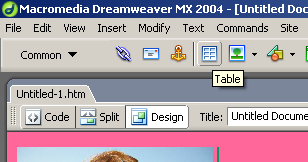 Macromedia Dreamweaver MX 2004 - [Untitled Doc
File Edit View Insert Modify Text Commands Site
Common
Table
Untitled-1.htm
Code Split Design Title: Untitled Docume